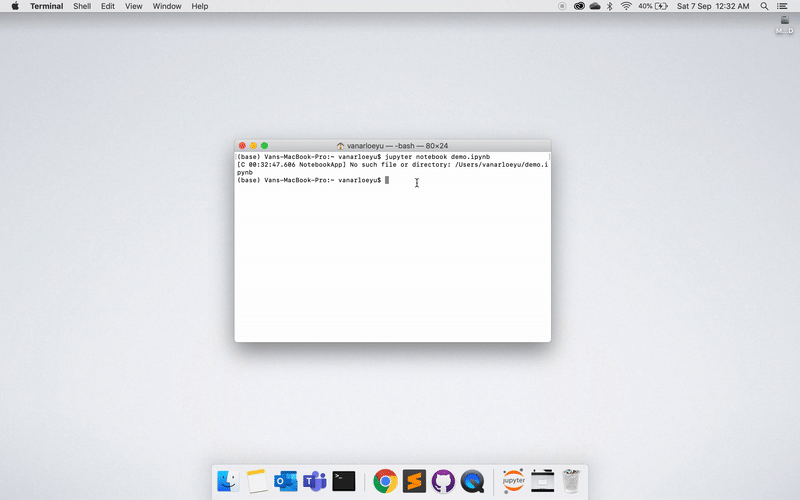 Terminal Shell Edit View Window Help 40% Sat 7 Sep 12:32 AM
M...D
vanarloeyu — -bash — 80×24
(base) Vans-MacBook-Pro:~ vanarloeyu$ jupyter notebook demo.ipynb
[C 00:32:47.606 NotebookApp] No such file or directory: /Users/vanarloeyu/demo.i
pynb
(base) Vans-MacBook-Pro:~ vanarloeyu$
jupyter